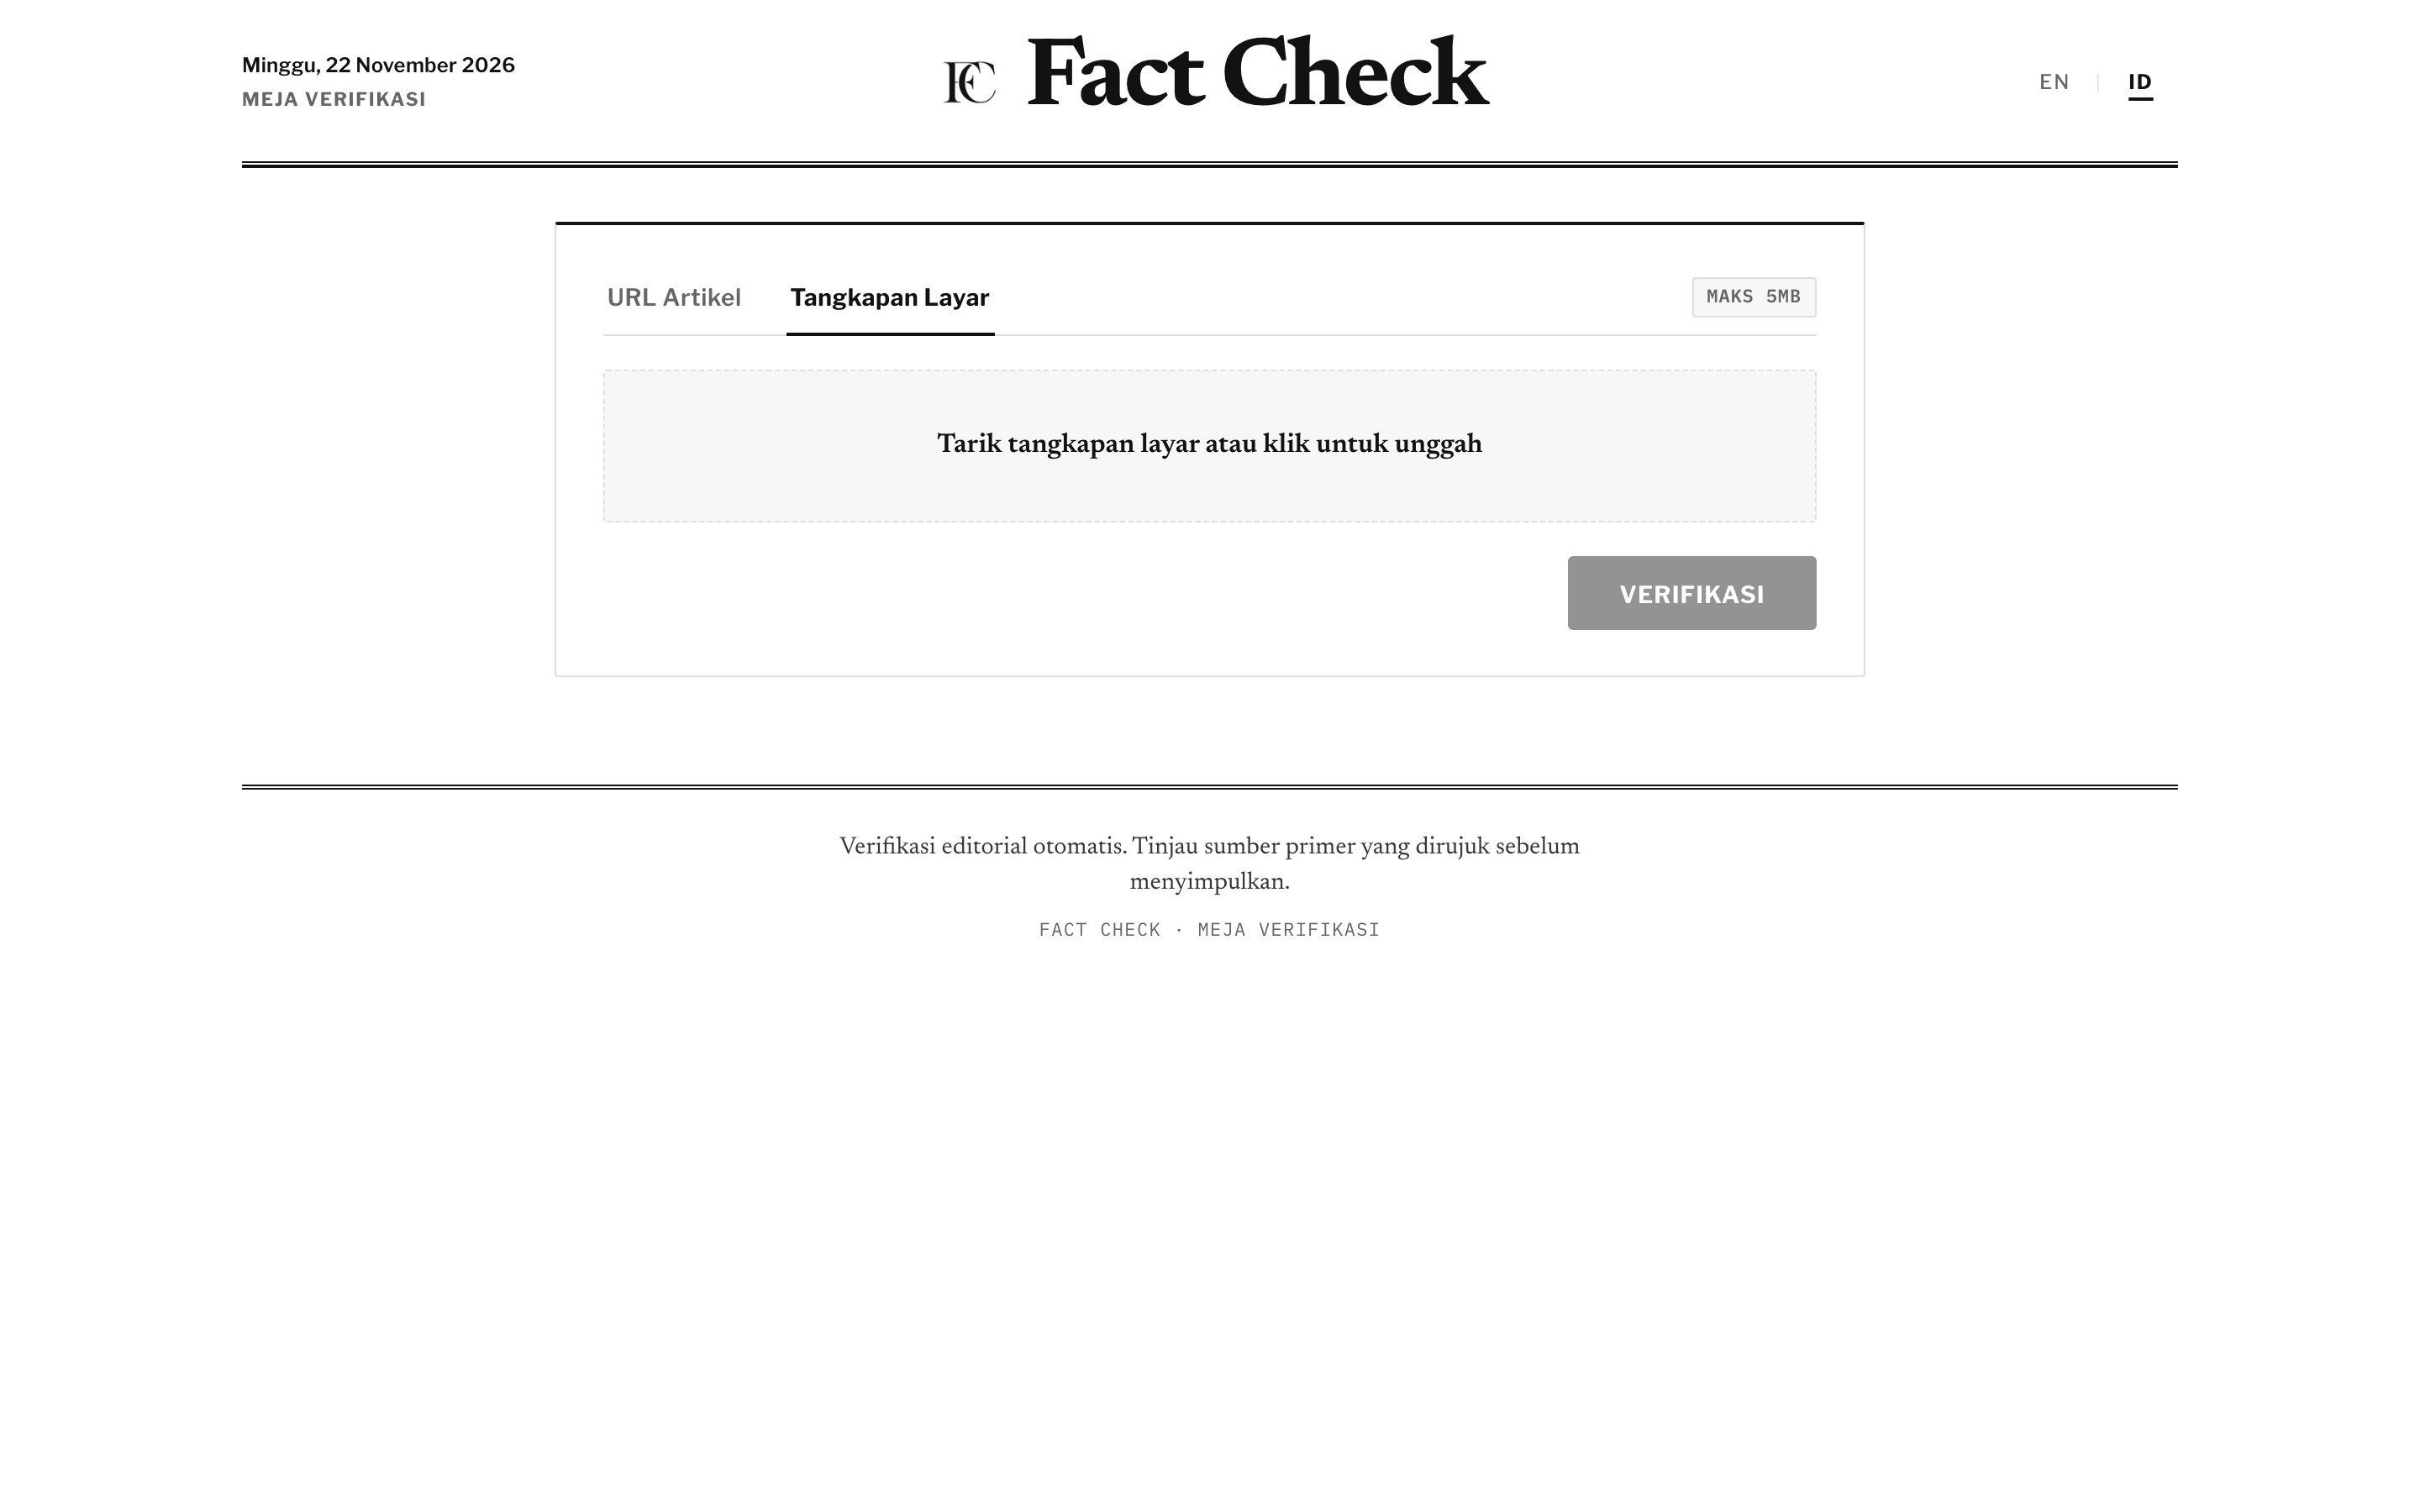 Minggu, 22 November 2026
MEJA VERIFIKASI
FC Fact Check
EN | ID
URL Artikel
Tangkapan Layar
MAKS 5MB
Tarik tangkapan layar atau klik untuk unggah
VERIFIKASI
Verifikasi editorial otomatis. Tinjau sumber primer yang dirujuk sebelum
menyimpulkan.
FACT CHECK · MEJA VERIFIKASI